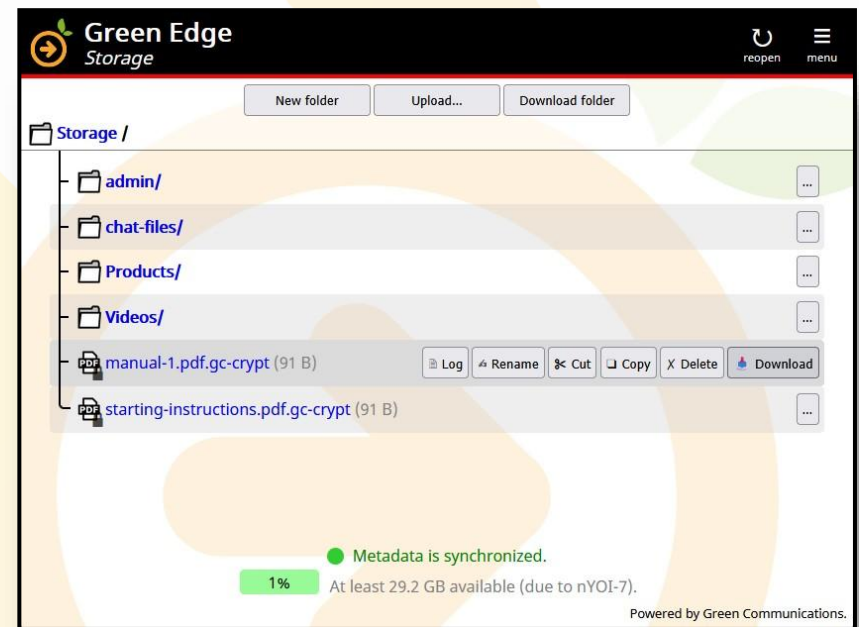 Green Edge
Storage
reopen
menu
New folder
Upload...
Download folder
Storage /
admin/
...
chat-files/
...
Products/
...
Videos/
...
PDF
manual-1.pdf.gc-crypt (91 B)
Log
Rename
Cut
Copy
X Delete
Download
PDF
starting-instructions.pdf.gc-crypt (91 B)
...
Metadata is synchronized.
1%
At least 29.2 GB available (due to nYOI-7).
Powered by Green Communications.